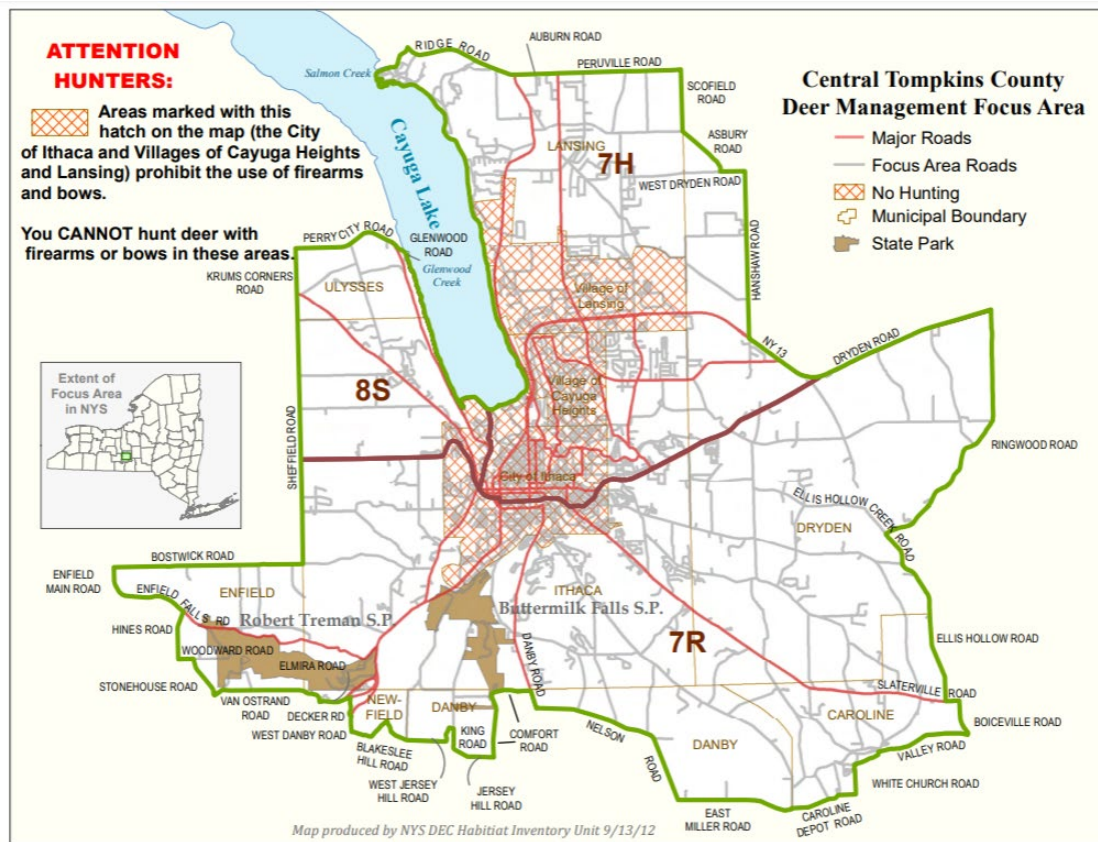 ATTENTION
HUNTERS:
Areas marked with this
hatch on the map (the City
of Ithaca and Villages of Cayuga Heights
and Lansing) prohibit the use of firearms
and bows.
You CANNOT hunt deer with
firearms or bows in these areas.
Central Tompkins County
Deer Management Focus Area
Major Roads
Focus Area Roads
No Hunting
Municipal Boundary
State Park
Extent of
Focus Area
in NYS
RIDGE ROAD
AUBURN ROAD
PERUVILLE ROAD
Salmon Creek
SCOFIELD
ROAD
ASBURY
ROAD
LANSING
7H
WEST DRYDEN ROAD
Cayuga Lake
PERRY CITY ROAD
GLENWOOD
ROAD
Glenwood
Creek
HANSHAW ROAD
KRUMS CORNERS
ROAD
ULYSSES
Village of
Lansing
NY 13
DRYDEN ROAD
8S
Village of
Cayuga
Heights
SHEFFIELD ROAD
RINGWOOD ROAD
City of Ithaca
ELLIS HOLLOW CREEK ROAD
DRYDEN
BOSTWICK ROAD
ENFIELD
MAIN ROAD
ENFIELD FALLS RD
ENFIELD
ITHACA
Robert Treman S.P.
Buttermilk Falls S.P.
HINES ROAD
WOODWARD ROAD
ELMIRA ROAD
DANBY ROAD
7R
ELLIS HOLLOW ROAD
STONEHOUSE ROAD
VAN OSTRAND
ROAD
DECKER RD
WEST DANBY ROAD
NEW-
FIELD
DANBY
SLATERVILLE ROAD
CAROLINE
BOICEVILLE ROAD
KING
ROAD
COMFORT
ROAD
NELSON
ROAD
DANBY
VALLEY ROAD
BLAKESLEE
HILL ROAD
WEST JERSEY
HILL ROAD
JERSEY
HILL ROAD
WHITE CHURCH ROAD
EAST
MILLER ROAD
CAROLINE
DEPOT ROAD
Map produced by NYS DEC Habitiat Inventory Unit 9/13/12